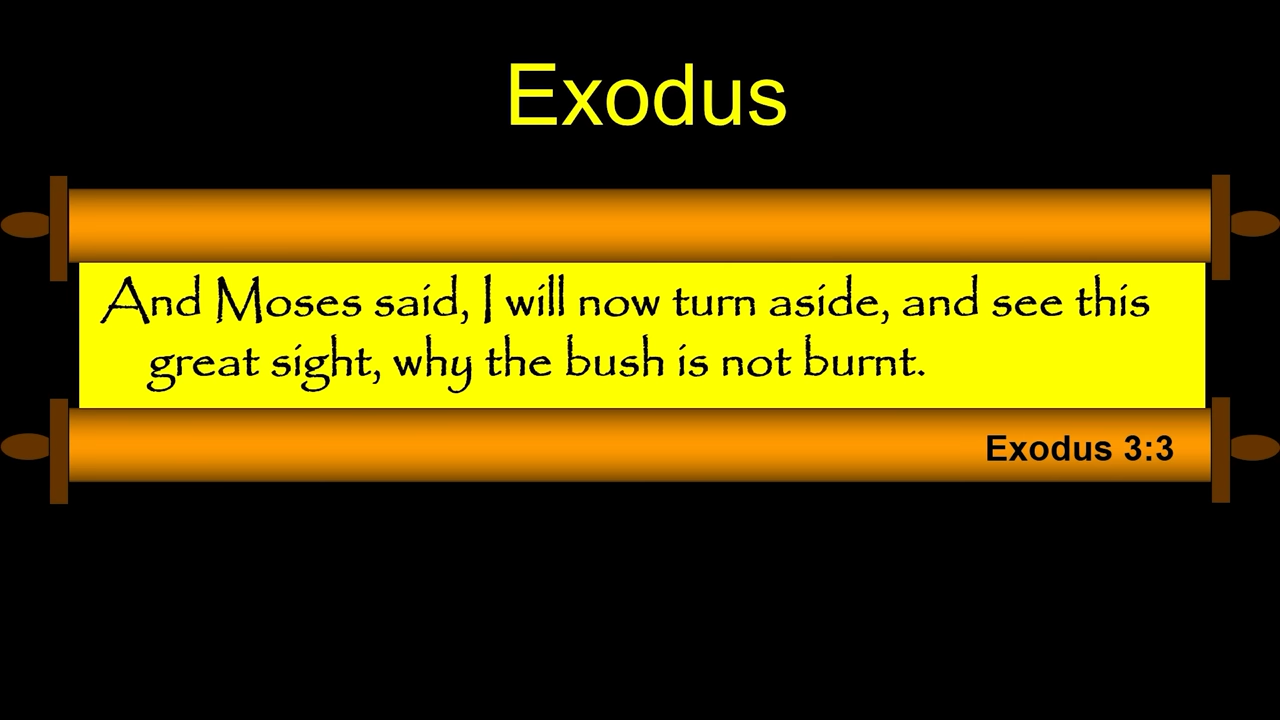 Exodus
And Moses said, I will now turn aside, and see this
great sight, why the bush is not burnt.
Exodus 3:3